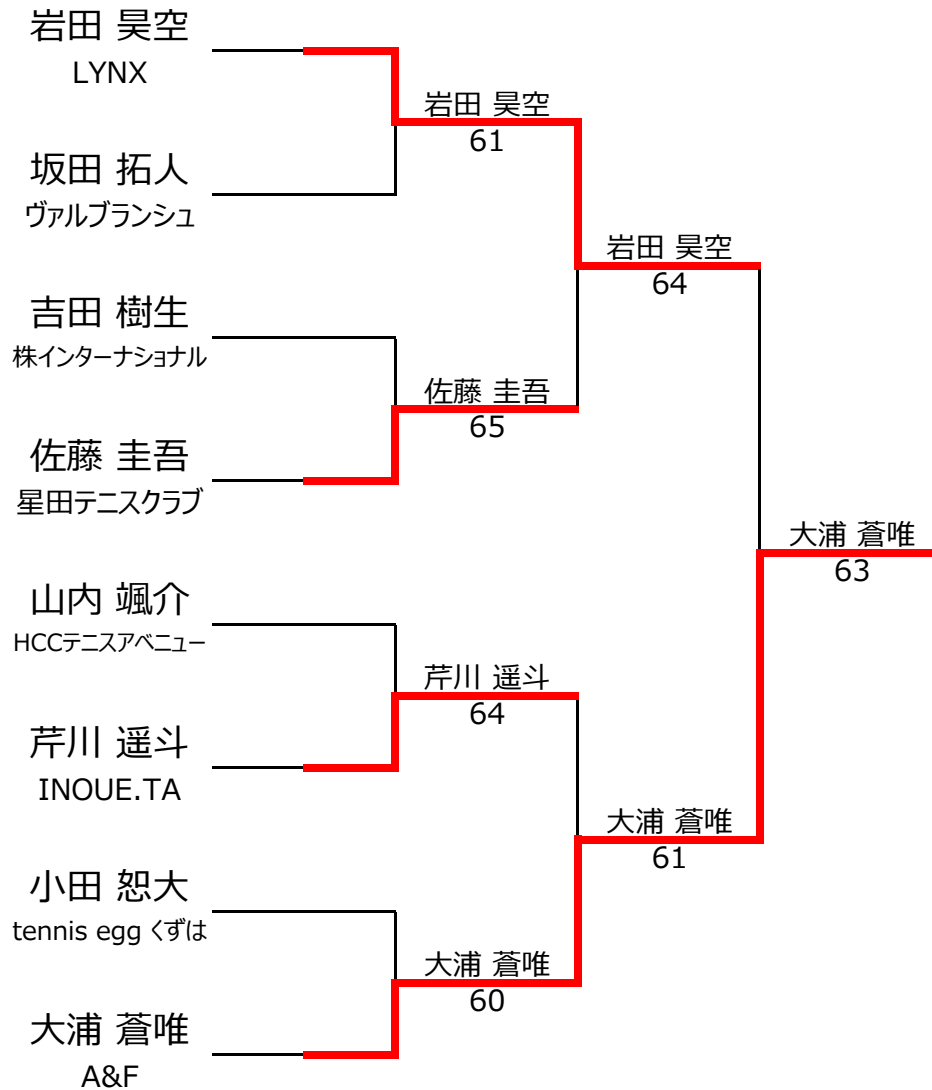 岩田 昊空
LYNX
岩田 昊空
61
坂田 拓人
ヴァルブランシュ
岩田 昊空
64
吉田 樹生
株インターナショナル
佐藤 圭吾
65
佐藤 圭吾
星田テニスクラブ
大浦 蒼唯
63
山内 颯介
HCCテニスアベニュー
芹川 遥斗
64
芹川 遥斗
INOUE.TA
大浦 蒼唯
61
小田 恕大
tennis egg くずは
大浦 蒼唯
60
大浦 蒼唯
A&F